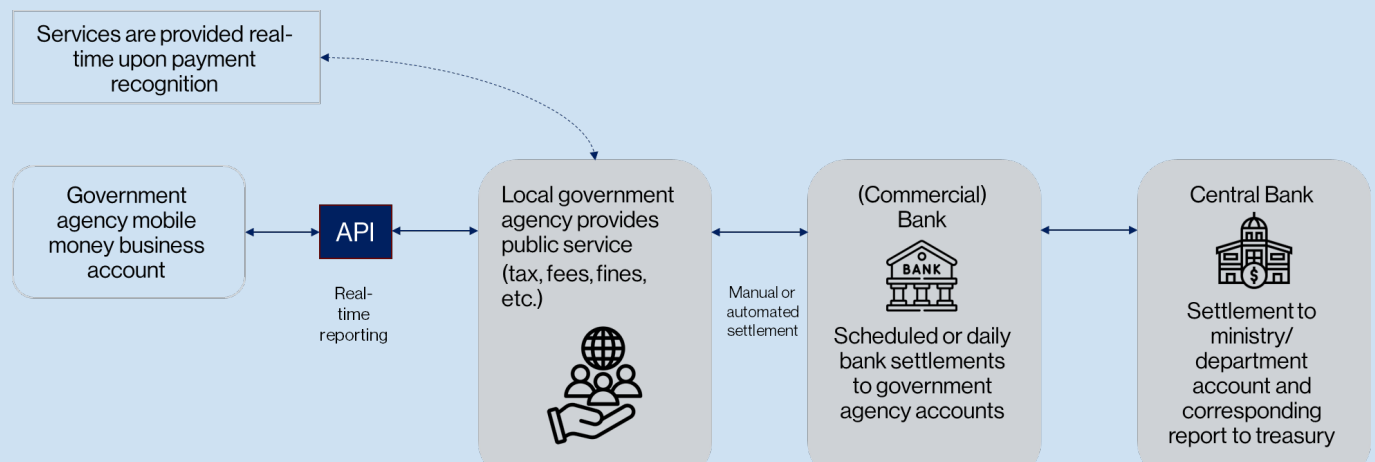 Services are provided real-
time upon payment
recognition
Government
agency mobile
money business
account
API
Real-
time
reporting
Local government
agency provides
public service
(tax, fees, fines,
etc.)
Manual or
automated
settlement
(Commercial)
Bank
BANK
Scheduled or daily
bank settlements
to government
agency accounts
Central Bank
$
Settlement to
ministry/
department
account and
corresponding
report to treasury